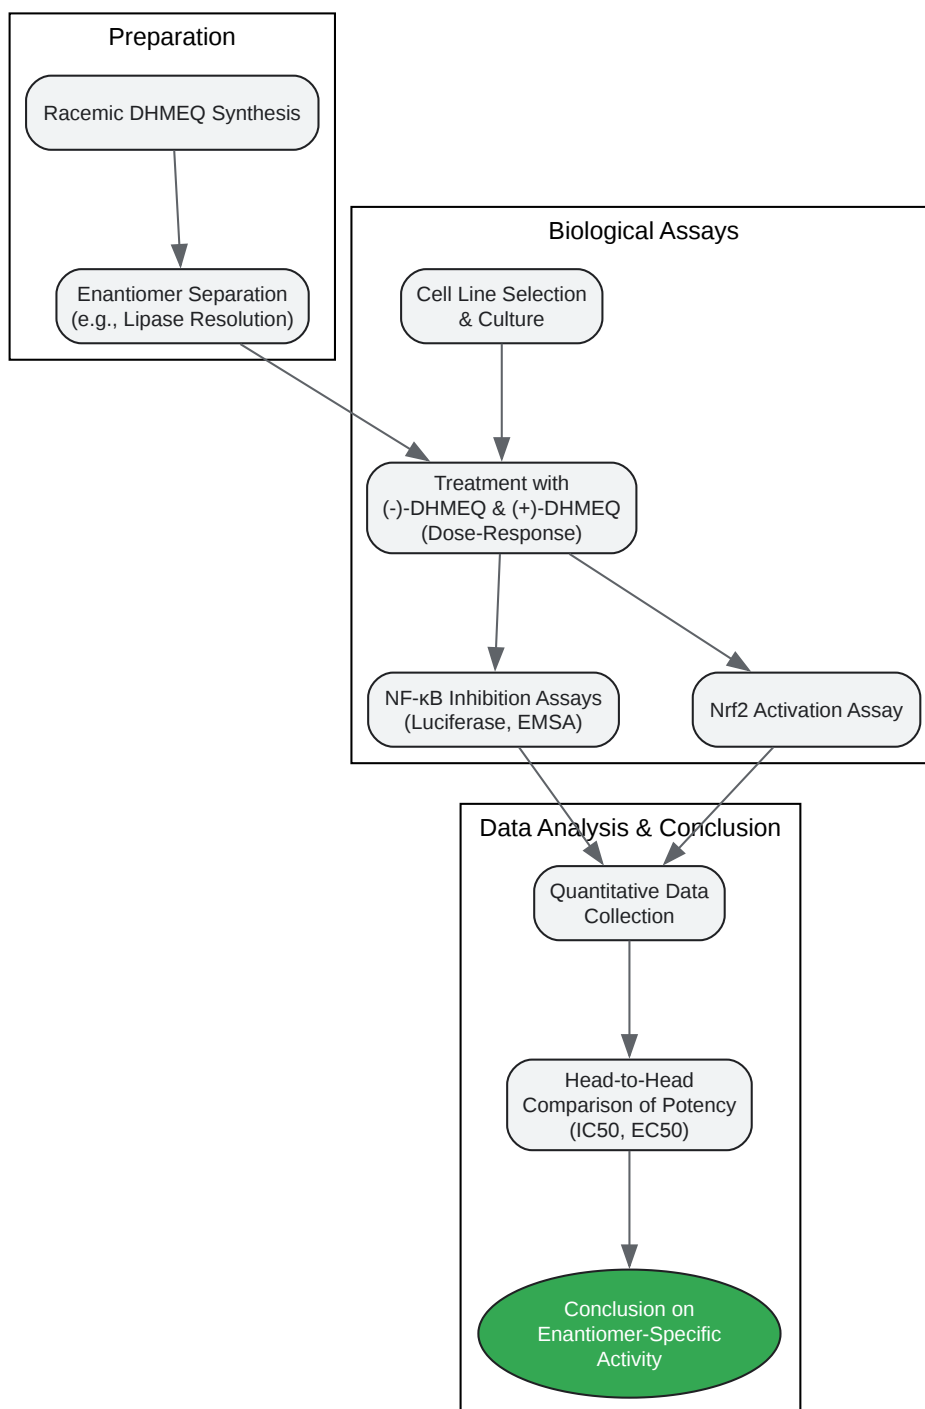 Preparation
Racemic DHMEQ Synthesis
Enantiomer Separation
(e.g., Lipase Resolution)
Biological Assays
Cell Line Selection
& Culture
Treatment with
(-)-DHMEQ & (+)-DHMEQ
(Dose-Response)
NF-κB Inhibition Assays
(Luciferase, EMSA)
Nrf2 Activation Assay
Data Analysis & Conclusion
Quantitative Data
Collection
Head-to-Head
Comparison of Potency
(IC50, EC50)
Conclusion on
Enantiomer-Specific
Activity